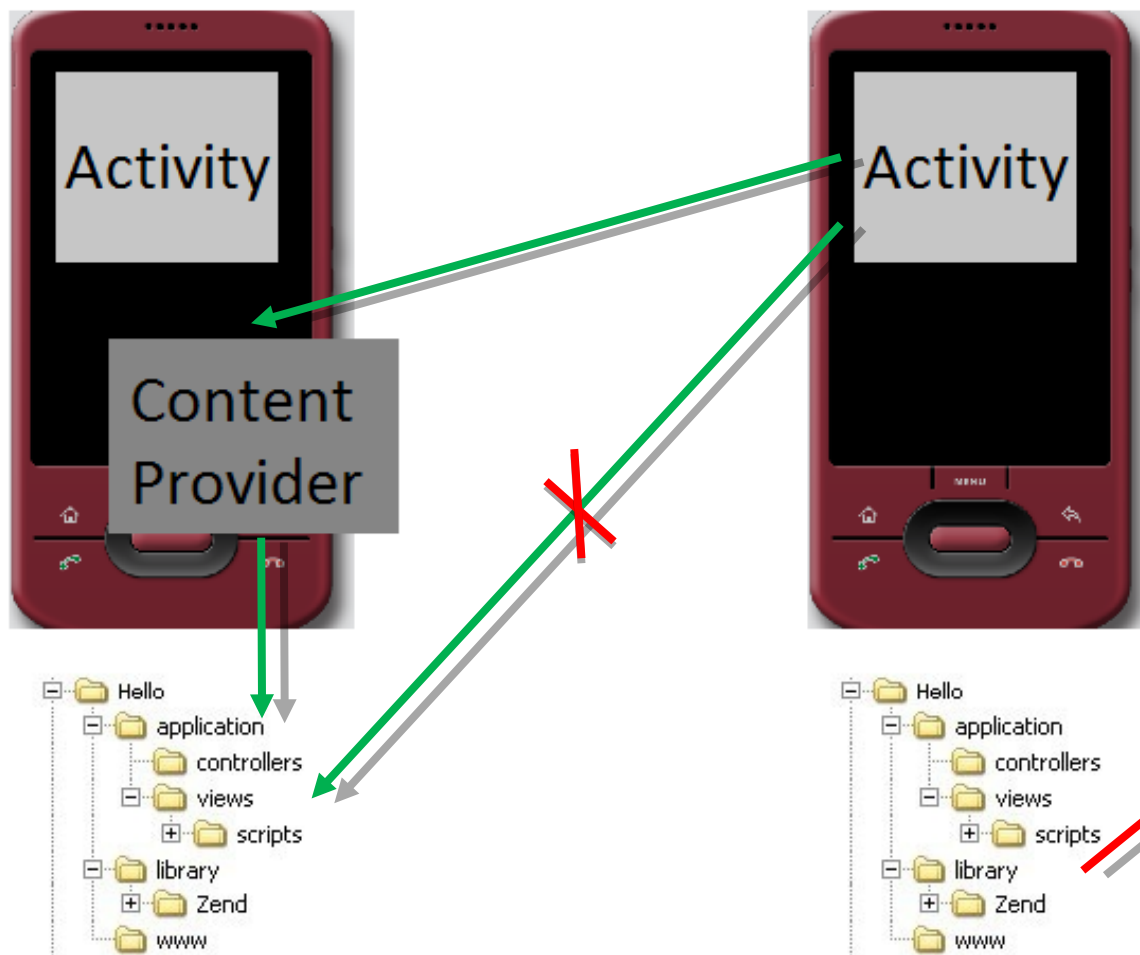 Activity
Content
Provider
Hello
application
controllers
views
scripts
library
Zend
www
Activity
MENU
Hello
application
controllers
views
scripts
library
Zend
www